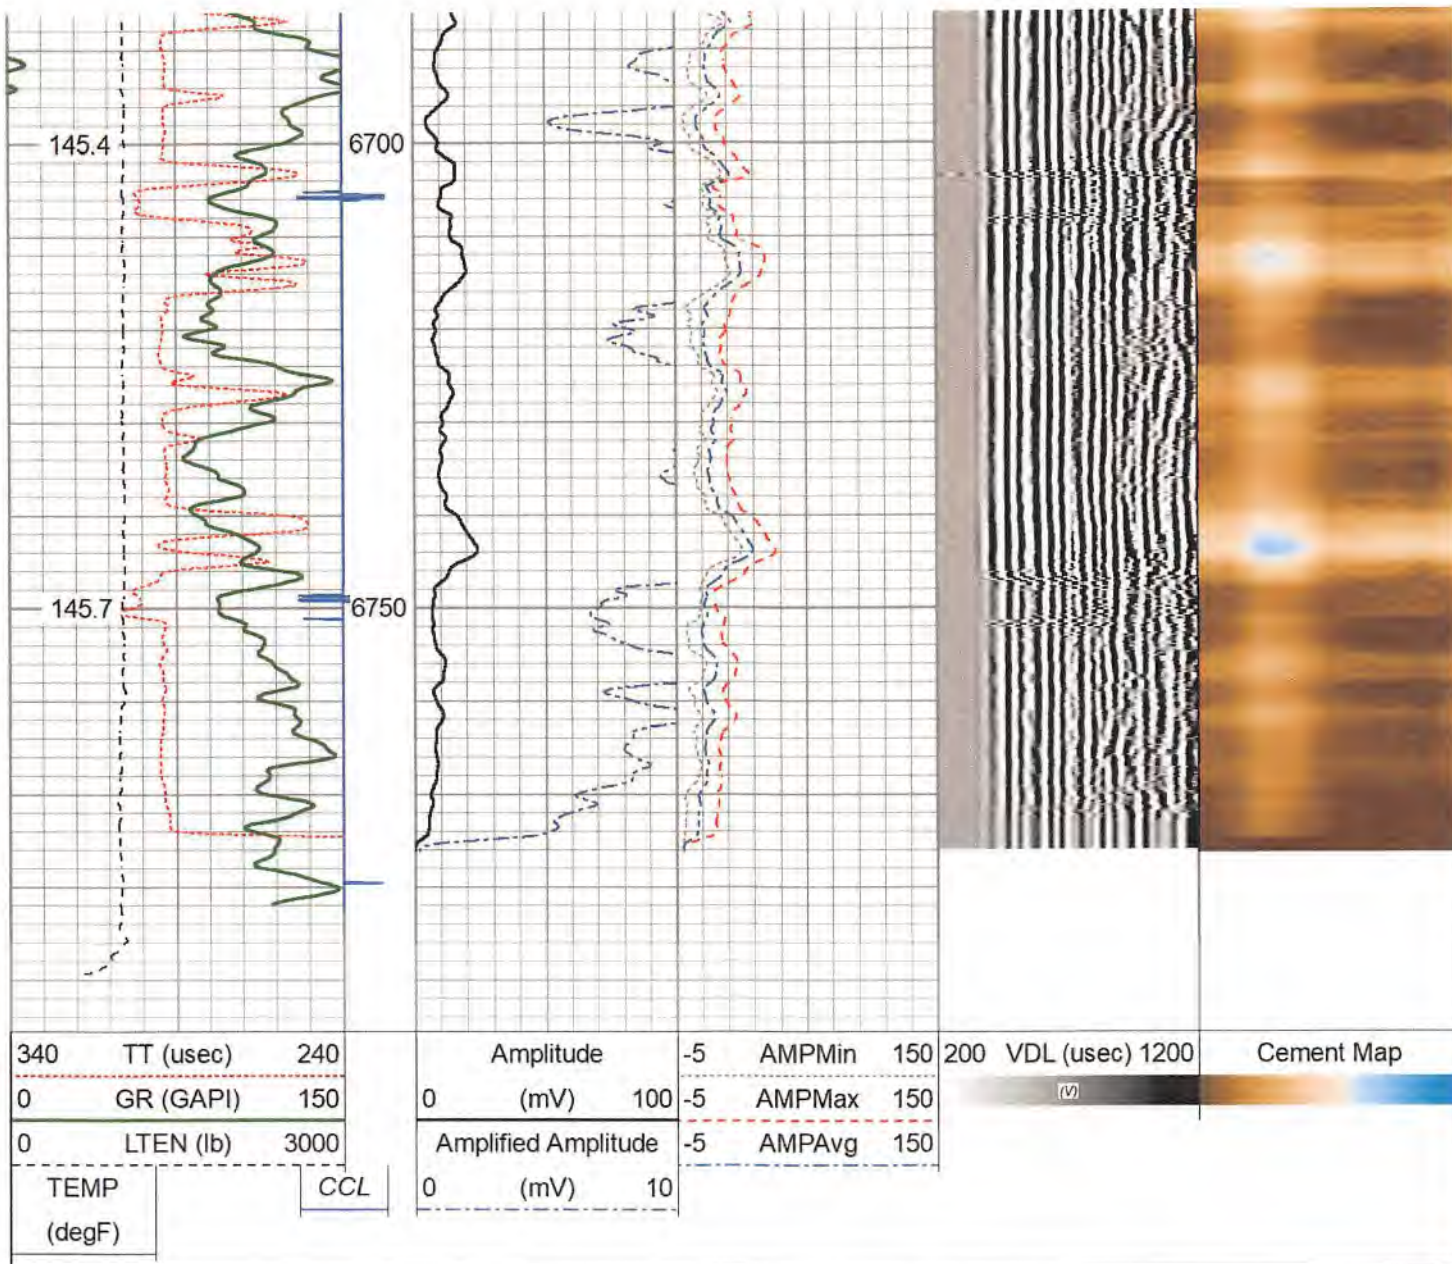 145.4 6700
145.7 6750
340 TT (usec) 240 Amplitude -5 AMPMin 150 200 VDL (usec) 1200 Cement Map
0 GR (GAPI) 150 0 (mV) 100 -5 AMPMax 150 (V)
0 LTEN (lb) 3000 Amplified Amplitude -5 AMPAvg 150
TEMP CCL 0 (mV) 10
(degF)